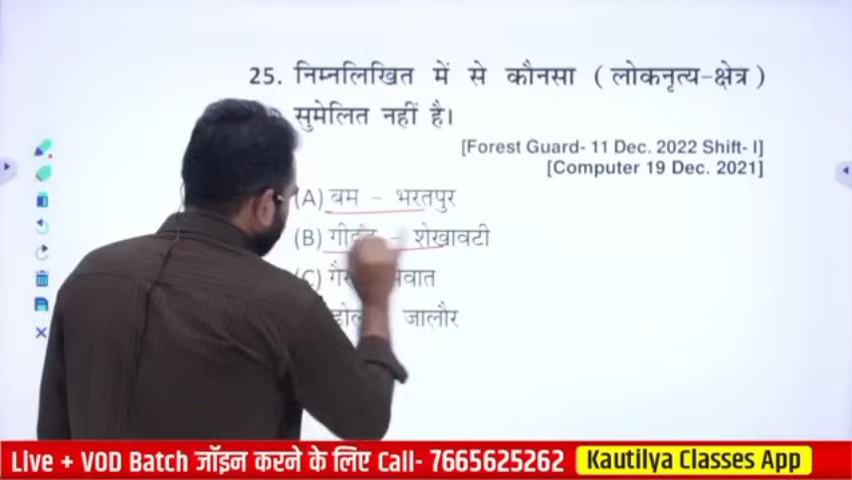 25. निम्नलिखित में से कौनसा (लोकनृत्य-क्षेत्र)
सुमेलित नहीं है।
[Forest Guard- 11 Dec. 2022 Shift- I]
[Computer 19 Dec. 2021]
(A) बम - भरतपुर
(B) - शेखावटी
जालौर
Live + VOD Batch जॉइन करने के लिए Call- 7665625262 Kautilya Classes App